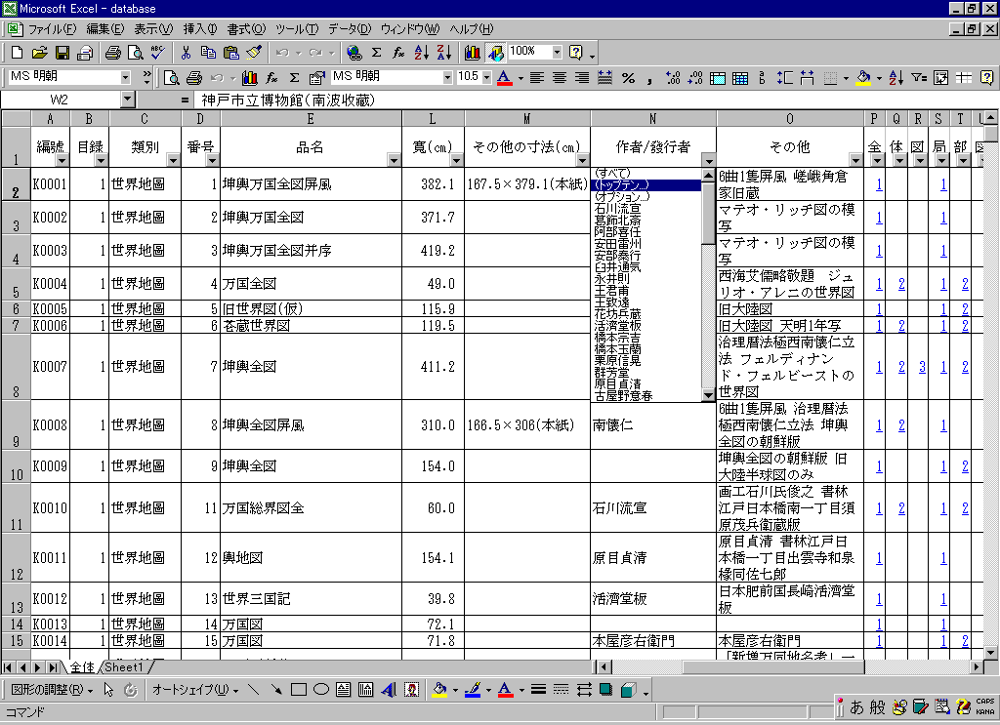 Microsoft Excel - database
ファイル(F) 編集(E) 表示(V) 挿入(I) 書式(O) ツール(T) データ(D) ウィンドウ(W) ヘルプ(H)
100%
MS 明朝 MS 明朝 10.5
W2 = 神戸市立博物館(南波收藏)
A B C D E L M N O P Q R S T
1 編號 目録 類別 番号 品名 寬(cm) その他の寸法(cm) 作者/發行者 その他 全 体 図 局 部
2 K0001 1 世界地圖 1 坤輿万国全図屏風 382.1 167.5×379.1(本紙) 6曲1隻屏風 嵯峨角倉家旧蔵 1 1
3 K0002 1 世界地圖 2 坤輿万国全図 371.7 マテオ・リッチ図の模写 1 1
4 K0003 1 世界地圖 3 坤輿万国全図并序 419.2 マテオ・リッチ図の模写 1 1
5 K0004 1 世界地圖 4 万国全図 49.0 西海艾儒略敬題 ジュリオ・アレニの世界図 1 2 1 2
6 K0005 1 世界地圖 5 旧世界図(仮) 115.9 旧大陸図 1 1 2
7 K0006 1 世界地圖 6 蒼蔵世界図 119.5 旧大陸図 天明1年写 1 2 1 2
8 K0007 1 世界地圖 7 坤輿全図 411.2 治理暦法極西南懐仁立法 フェルディナンド・フェルビーストの世界図 1 2 3 1 2
9 K0008 1 世界地圖 8 坤輿全図屏風 310.0 166.5×306(本紙) 南懐仁 6曲1隻屏風 治理暦法極西南懐仁立法 坤輿全図の朝鮮版 1 2 1
10 K0009 1 世界地圖 9 坤輿全図 154.0 坤輿全図の朝鮮版 旧大陸半球図のみ 1 1 2
11 K0010 1 世界地圖 11 万国総界図全 60.0 石川流宣 画工石川氏俊之 書林江戸日本橋南一丁目須原茂兵衛蔵版 1 2 1 2
12 K0011 1 世界地圖 12 輿地図 154.1 原目貞清 原目貞清 書林江戸日本橋一丁目出雲寺和泉椽同佐七郎 1 1
13 K0012 1 世界地圖 13 世界三国記 39.8 活濟堂板 日本肥前国長崎活濟堂板 1 1
14 K0013 1 世界地圖 14 万国図 72.1 1 1
15 K0014 1 世界地圖 15 万国図 71.8 本屋彦右衛門 本屋彦右衛門 1 1 2
(すべて)
(トップテン...)
(オプション...)
石川流宣
葛飾北斎
阿部喜任
安田雷州
安部泰行
臼井通気
永井則
王君甫
王致遠
花坊兵蔵
活濟堂板
橋本宗吉
橋本玉蘭
栗原信晁
群芳堂
原目貞清
古屋野意春
全体 Sheet1
図形の調整(R) オートシェイプ(U)
コマンド
あ 般 CAPS KANA